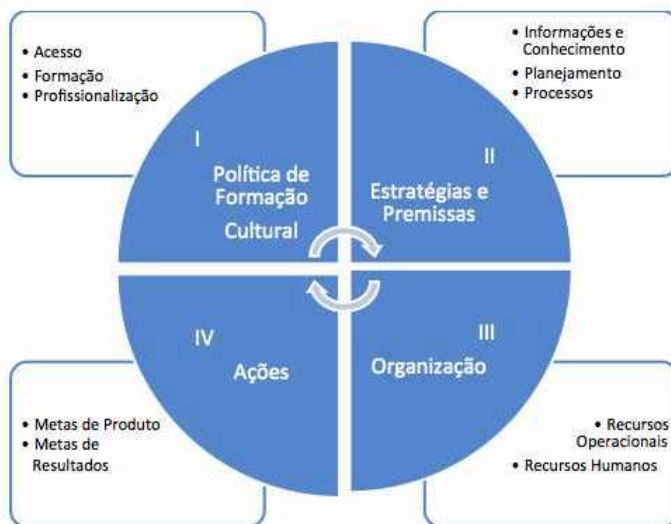 • Acesso
• Formação
• Profissionalização
• Informações e
Conhecimento
• Planejamento
• Processos
I
Política de
Formação
Cultural
II
Estratégias e
Premissas
IV
Ações
III
Organização
• Metas de Produto
• Metas de
Resultados
• Recursos
Operacionais
• Recursos Humanos